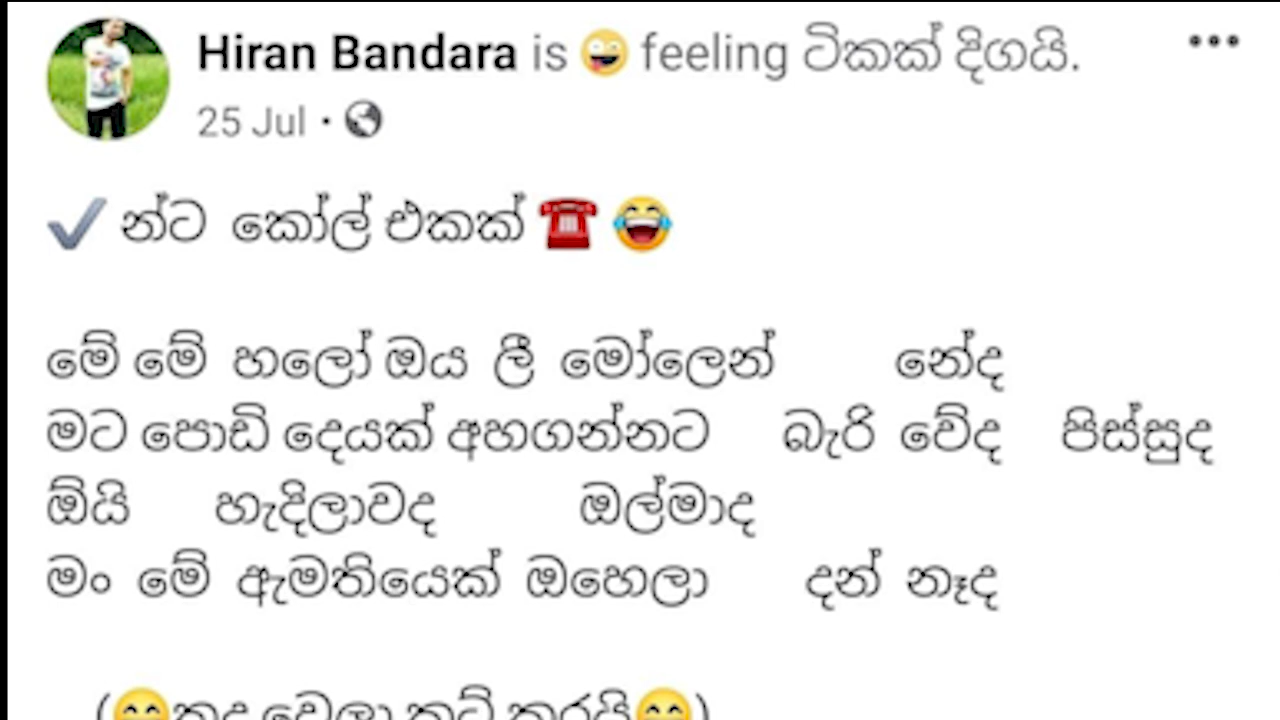 Hiran Bandara is 🤪 feeling ටිකක් දිගයි.
25 Jul ·
✔️ න්ට කෝල් එකක් ☎️ 😂
මේ මේ හලෝ ඔය ලී මෝලෙන් නේද
මට පොඩි දෙයක් අහගන්නට බැරි වේද පිස්සුද
ඕයි හැදිලාවද ඔල්මාද
මං මේ ඇමතියෙක් ඔහෙලා දන් නෑද